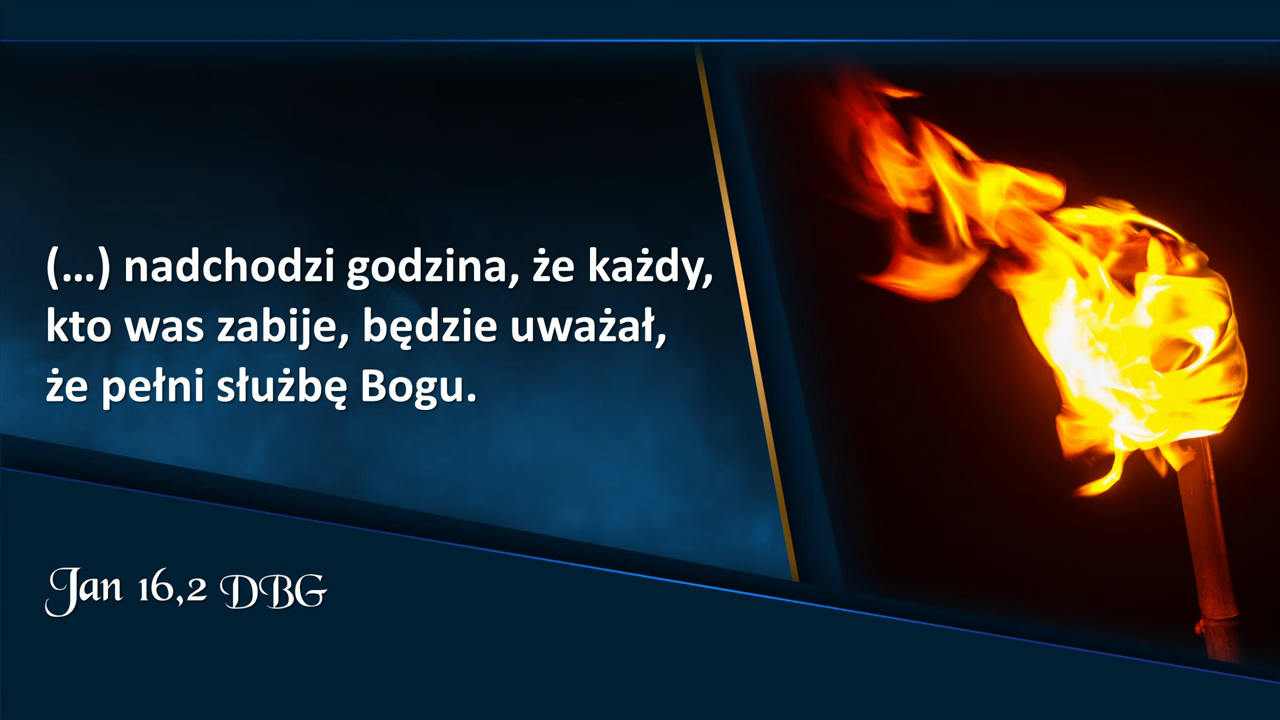 (...) nadchodzi godzina, że każdy,
kto was zabije, będzie uważał,
że pełni służbę Bogu.
Jan 16,2 DBG